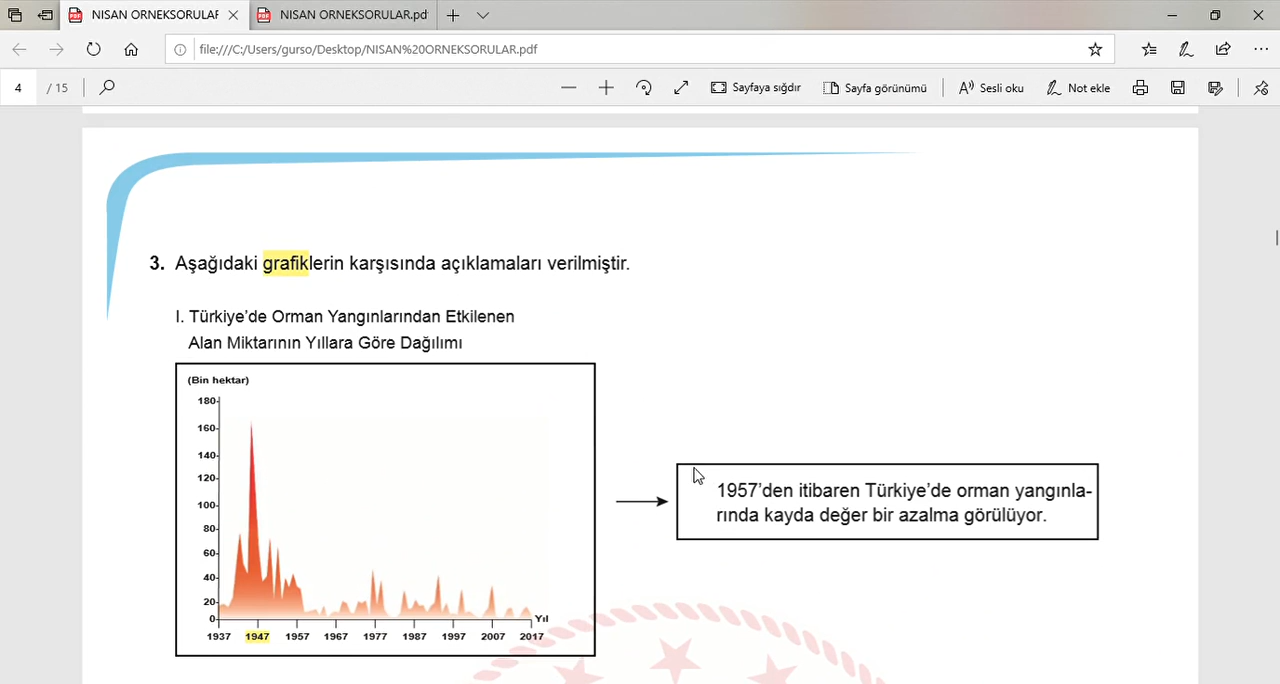 NISAN ORNEKSORULAR
NISAN ORNEKSORULAR.pd
file:///C:/Users/gurso/Desktop/NISAN%20ORNEKSORULAR.pdf
4 / 15
Sayfaya sığdır
Sayfa görünümü
Sesli oku
Not ekle
3. Aşağıdaki grafiklerin karşısında açıklamaları verilmiştir.
I. Türkiye'de Orman Yangınlarından Etkilenen
Alan Miktarının Yıllara Göre Dağılımı
(Bin hektar)
180
160
140
120
100
80
60
40
20
0
Yıl
1937 1947 1957 1967 1977 1987 1997 2007 2017
1957'den itibaren Türkiye'de orman yangınla-
rında kayda değer bir azalma görülüyor.